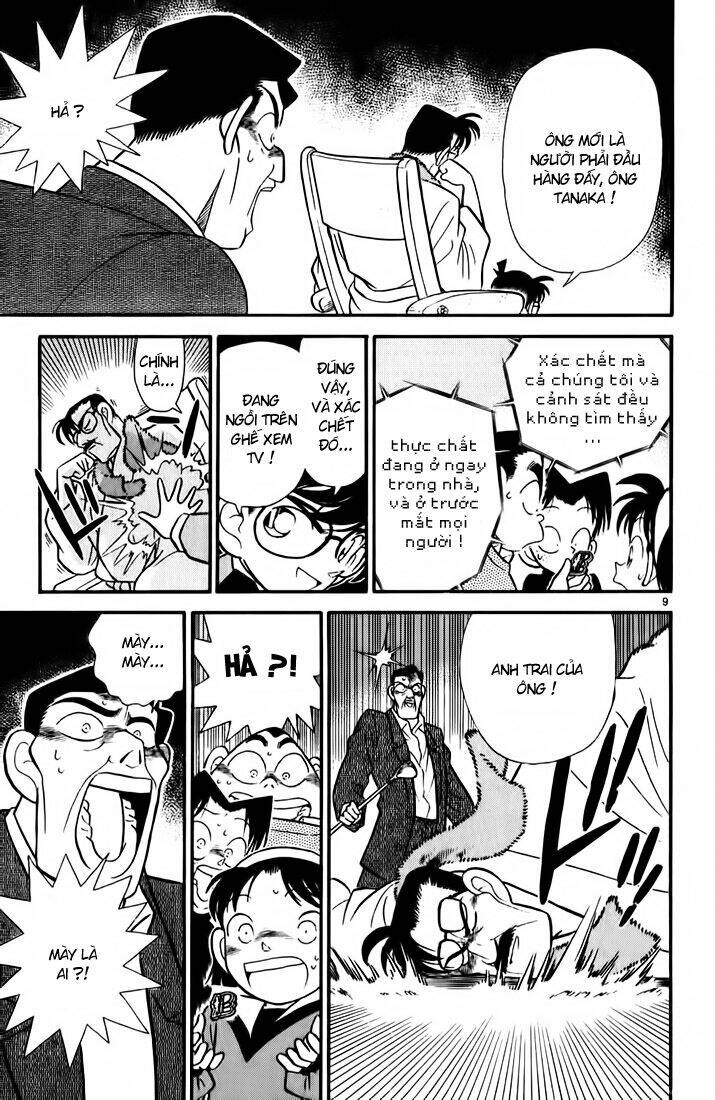 ÔNG MỚI LÀ
NGƯỜI PHẢI ĐẦU
HÀNG ĐẤY, ÔNG
TANAKA !
HẢ ?
Xác chết mà
cả chúng tôi và
cảnh sát đều
không tìm thấy
...
thực chất
đang ở ngay
trong nhà,
và ở trước
mắt mọi
người !
ĐÚNG
VẬY,
VÀ XÁC
CHẾT
ĐÓ...
ĐANG
NGỒI TRÊN
GHẾ XEM
TV !
CHÍNH
LÀ...
9
ANH TRAI CỦA
ÔNG !
HẢ ?!
MÀY...
MÀY...
MÀY LÀ
AI ?!